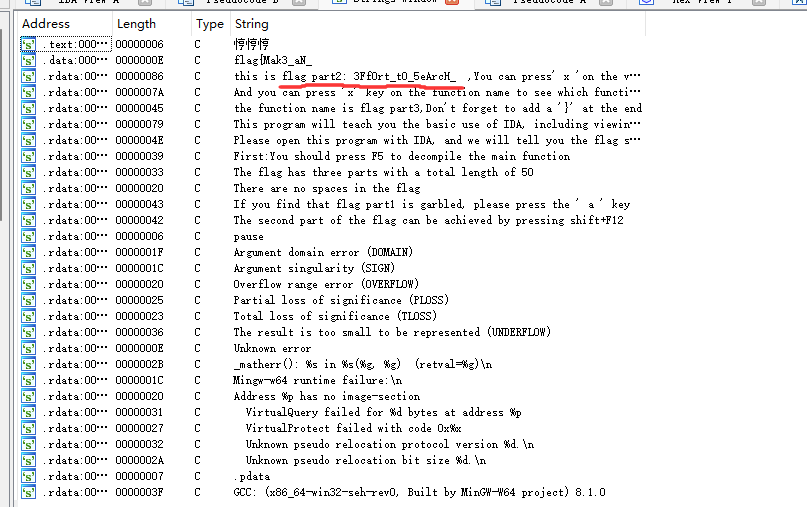 IDA View A Pseudocode B Strings window Pseudocode A Hex View 1
Address Length Type String
.text:000··· 00000006 C 悙悙悙
.data:000··· 0000000E C flag{Mak3_aN_
.rdata:00··· 00000086 C this is flag part2: 3Ff0rt_tO_5eArcH_ ,You can press' x 'on the v···
.rdata:00··· 0000007A C And you can press 'x' key on the function name to see which functi···
.rdata:00··· 00000045 C the function name is flag part3,Don't forget to add a '}' at the end
.rdata:00··· 00000079 C This program will teach you the basic use of IDA, including viewin···
.rdata:00··· 0000004E C Please open this program with IDA, and we will tell you the flag s···
.rdata:00··· 00000039 C First:You should press F5 to decompile the main function
.rdata:00··· 00000033 C The flag has three parts with a total length of 50
.rdata:00··· 00000020 C There are no spaces in the flag
.rdata:00··· 00000043 C If you find that flag part1 is garbled, please press the ' a ' key
.rdata:00··· 00000042 C The second part of the flag can be achieved by pressing shift+F12
.rdata:00··· 00000006 C pause
.rdata:00··· 0000001F C Argument domain error (DOMAIN)
.rdata:00··· 0000001C C Argument singularity (SIGN)
.rdata:00··· 00000020 C Overflow range error (OVERFLOW)
.rdata:00··· 00000025 C Partial loss of significance (PLOSS)
.rdata:00··· 00000023 C Total loss of significance (TLOSS)
.rdata:00··· 00000036 C The result is too small to be represented (UNDERFLOW)
.rdata:00··· 0000000E C Unknown error
.rdata:00··· 0000002B C _matherr(): %s in %s(%g, %g)  (retval=%g)\n
.rdata:00··· 0000001C C Mingw-w64 runtime failure:\n
.rdata:00··· 00000020 C Address %p has no image-section
.rdata:00··· 00000031 C VirtualQuery failed for %d bytes at address %p
.rdata:00··· 00000027 C VirtualProtect failed with code 0x%x
.rdata:00··· 00000032 C Unknown pseudo relocation protocol version %d.\n
.rdata:00··· 0000002A C Unknown pseudo relocation bit size %d.\n
.rdata:00··· 00000007 C .pdata
.rdata:00··· 0000003F C GCC: (x86_64-win32-seh-rev0, Built by MinGW-W64 project) 8.1.0